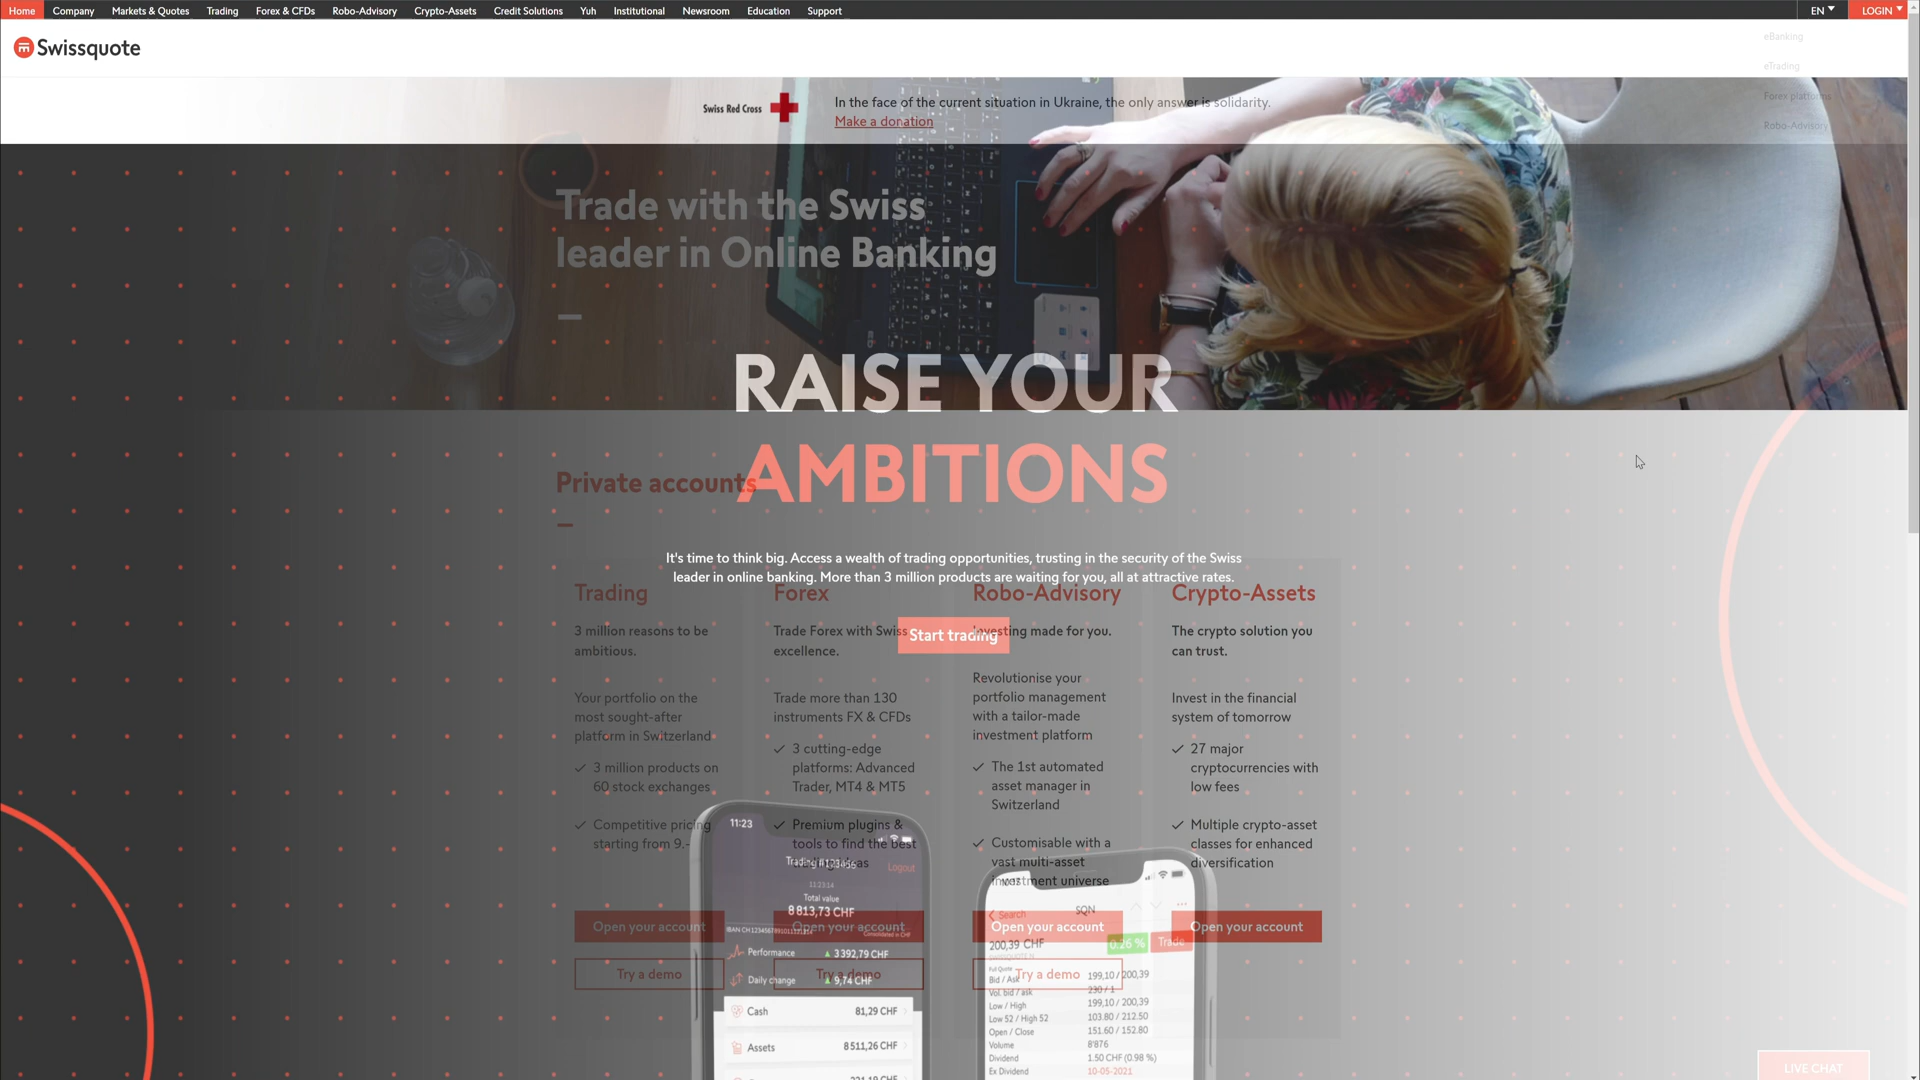 Home Company Markets & Quotes Trading Forex & CFDs Robo-Advisory Crypto-Assets Credit Solutions Yuh Institutional Newsroom Education Support EN LOGIN
Swissquote
eBanking
eTrading
Forex platforms
Robo-Advisory
Swiss Red Cross
In the face of the current situation in Ukraine, the only answer is solidarity.
Make a donation
Trade with the Swiss
leader in Online Banking
RAISE YOUR
AMBITIONS
Private accounts
It's time to think big. Access a wealth of trading opportunities, trusting in the security of the Swiss
leader in online banking. More than 3 million products are waiting for you, all at attractive rates.
Start trading
Trading
3 million reasons to be
ambitious.
Your portfolio on the
most sought-after
platform in Switzerland
3 million products on
60 stock exchanges
Competitive pricing
starting from 9.-
Open your account
Try a demo
Forex
Trade Forex with Swiss
excellence.
Trade more than 130
instruments FX & CFDs
3 cutting-edge
platforms: Advanced
Trader, MT4 & MT5
Premium plugins &
tools to find the best
Open your account
Try a demo
Robo-Advisory
Investing made for you.
Revolutionise your
portfolio management
with a tailor-made
investment platform
The 1st automated
asset manager in
Switzerland
Customisable with a
vast multi-asset
investment universe
Open your account
Try a demo
Crypto-Assets
The crypto solution you
can trust.
Invest in the financial
system of tomorrow
27 major
cryptocurrencies with
low fees
Multiple crypto-asset
classes for enhanced
diversification
Open your account
11:23
Trading #123456
Logout
11:23:14
Total value
8 813,73 CHF
Performance 3 392,79 CHF
Daily change 9,74 CHF
Cash 81,29 CHF
Assets 8 511,26 CHF
Search SQN
200,39 CHF 0.26 % Trade
Full Quote
Bid / Ask 199,10 / 200,39
Vol. bid / ask 230 / 1
Low / High 199,10 / 200,39
Low 52 / High 52 103.80 / 212.50
Open / Close 151.60 / 152.80
Volume 8'876
Dividend 1.50 CHF (0.98 %)
Ex Dividend 10-05-2021
LIVE CHAT